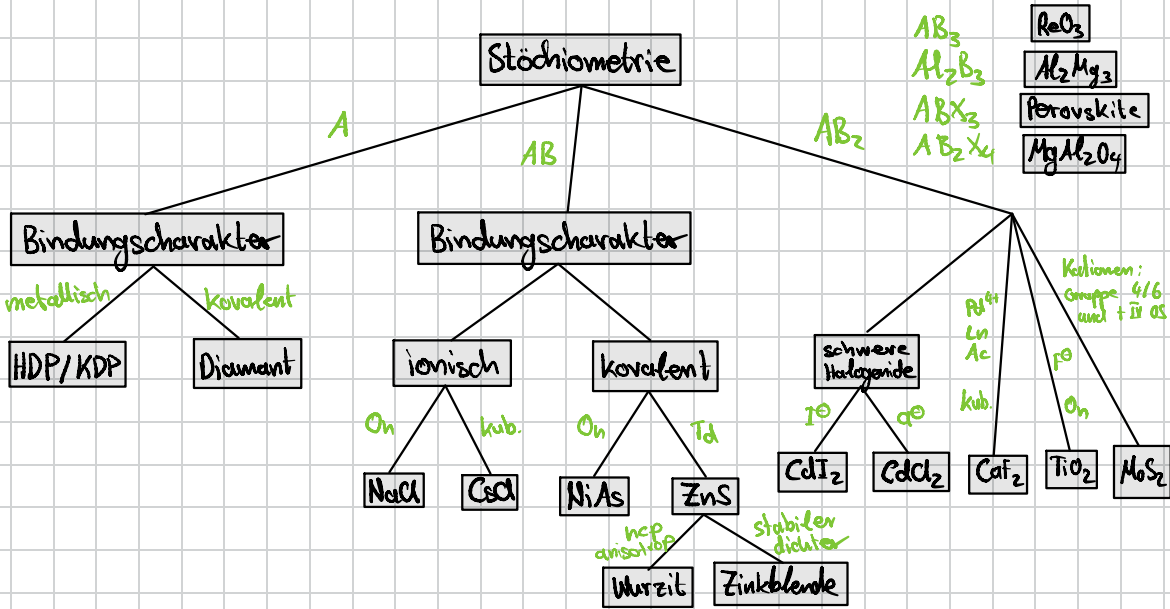 AB3
ReO3
Al2B3
Al2Mg3
ABX3
Perovskite
AB2X4
MgAl2O4
Stöchiometrie
A
AB
AB2
Bindungscharakter
Bindungscharakter
metallisch
kovalent
HDP/KDP
Diamant
ionisch
kovalent
schwere
Halogenide
Kationen:
Gruppe 4/6
und +IV OS
Ln
Ac
kub.
F⊖
Oh
Oh
kub.
Oh
Td
I⊖
Cl⊖
NaCl
CsCl
NiAs
ZnS
CdI2
CdCl2
CaF2
TiO2
MoS2
hcp
anisotrop
stabiler
dichter
Wurzit
Zinkblende